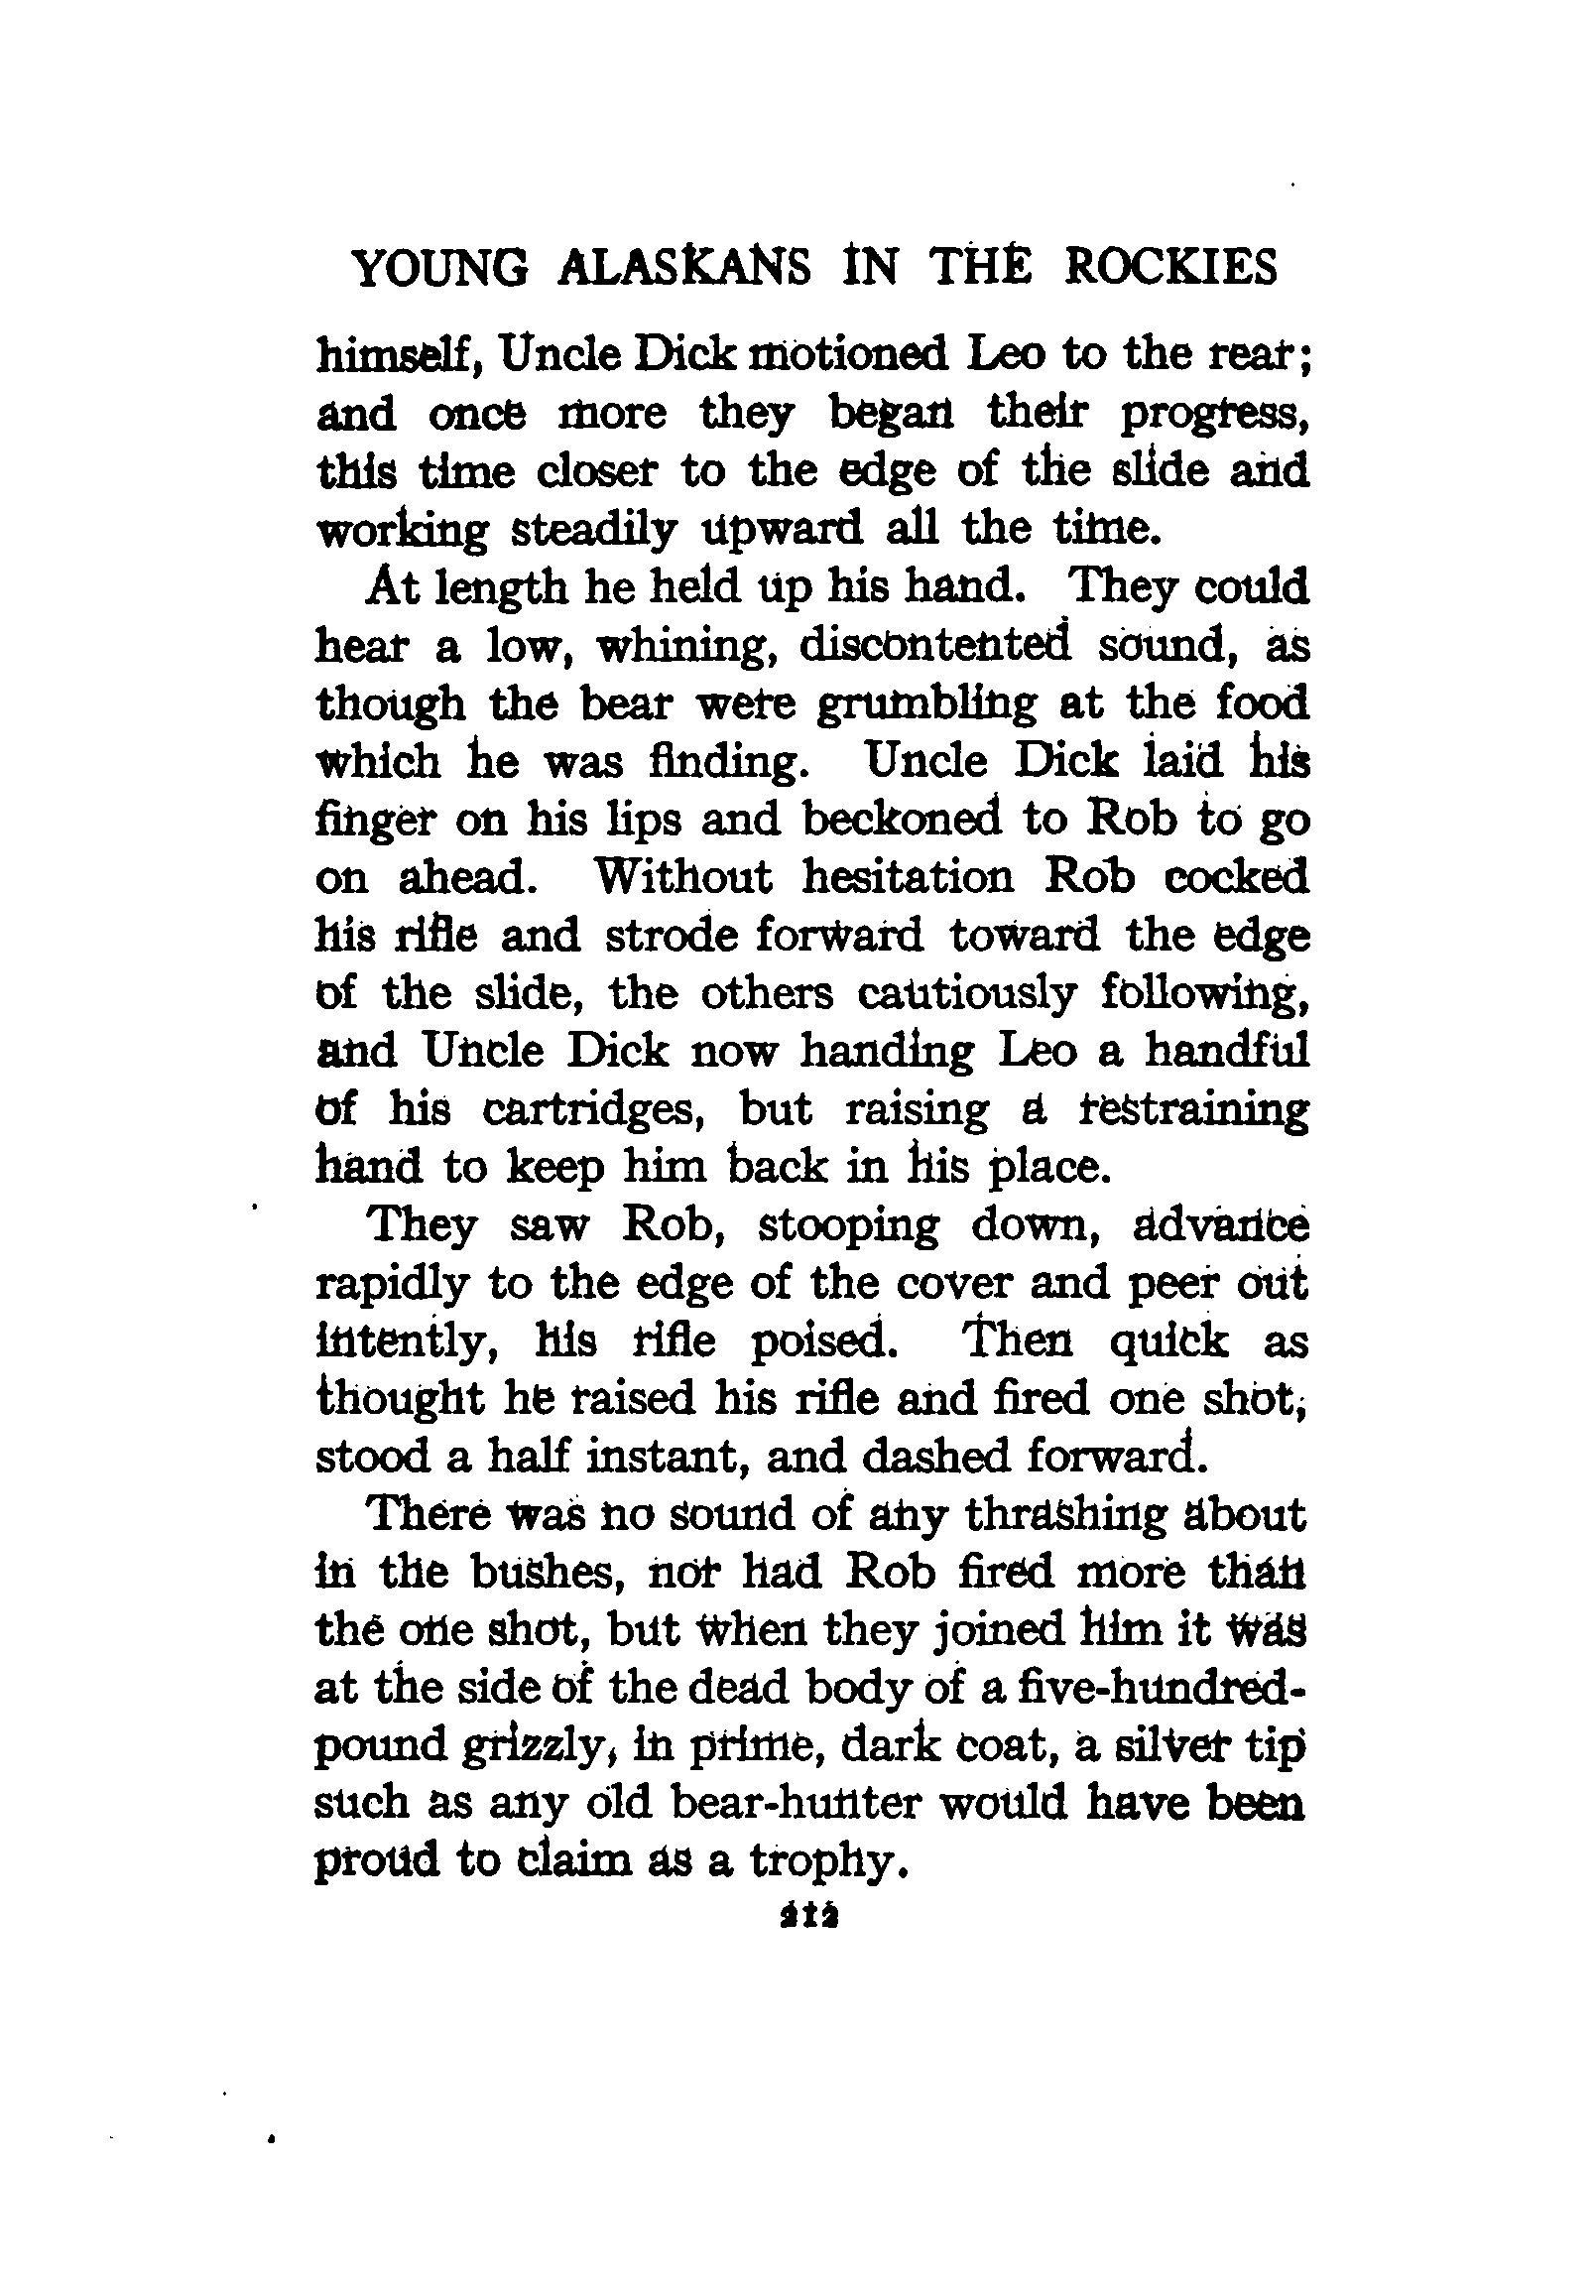 YOUNG ALASKANS IN THE ROCKIES
himself, Uncle Dick motioned Leo to the rear;
and once more they began their progress,
this time closer to the edge of the slide and
working steadily upward all the time.
At length he held up his hand. They could
hear a low, whining, discontented sound, as
though the bear were grumbling at the food
which he was finding. Uncle Dick laid his
finger on his lips and beckoned to Rob to go
on ahead. Without hesitation Rob cocked
his rifle and strode forward toward the edge
of the slide, the others cautiously following,
and Uncle Dick now handing Leo a handful
of his cartridges, but raising a restraining
hand to keep him back in his place.
They saw Rob, stooping down, advance
rapidly to the edge of the cover and peer out
intently, his rifle poised. Then quick as
thought he raised his rifle and fired one shot,
stood a half instant, and dashed forward.
There was no sound of any thrashing about
in the bushes, nor had Rob fired more than
the one shot, but when they joined him it was
at the side of the dead body of a five-hundred-
pound grizzly, in prime, dark coat, a silver tip
such as any old bear-hunter would have been
proud to claim as a trophy.
212